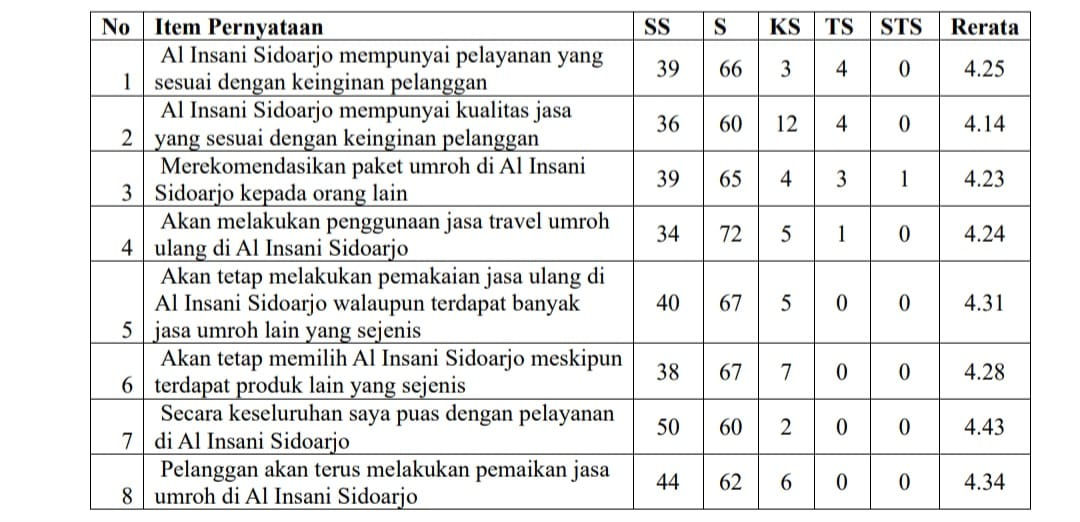 No Item Pernyataan SS S KS TS STS Rerata
Al Insani Sidoarjo mempunyai pelayanan yang
1 sesuai dengan keinginan pelanggan 39 66 3 4 0 4.25
Al Insani Sidoarjo mempunyai kualitas jasa
2 yang sesuai dengan keinginan pelanggan 36 60 12 4 0 4.14
Merekomendasikan paket umroh di Al Insani
3 Sidoarjo kepada orang lain 39 65 4 3 1 4.23
Akan melakukan penggunaan jasa travel umroh
4 ulang di Al Insani Sidoarjo 34 72 5 1 0 4.24
Akan tetap melakukan pemakaian jasa ulang di
Al Insani Sidoarjo walaupun terdapat banyak 40 67 5 0 0 4.31
5 jasa umroh lain yang sejenis
Akan tetap memilih Al Insani Sidoarjo meskipun
6 terdapat produk lain yang sejenis 38 67 7 0 0 4.28
Secara keseluruhan saya puas dengan pelayanan
7 di Al Insani Sidoarjo 50 60 2 0 0 4.43
Pelanggan akan terus melakukan pemaikan jasa
8 umroh di Al Insani Sidoarjo 44 62 6 0 0 4.34